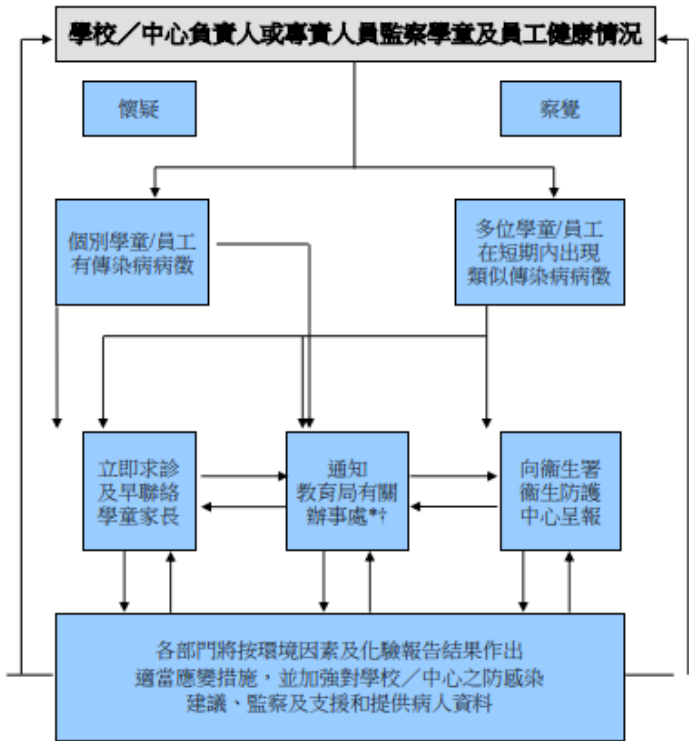 學校／中心負責人或專責人員監察學童及員工健康情況
懷疑
察覺
個別學童/員工
有傳染病病徵
多位學童/員工
在短期內出現
類似傳染病病徵
立即求診
及早聯絡
學童家長
通知
教育局有關
辦事處*†
向衞生署
衞生防護
中心呈報
各部門將按環境因素及化驗報告結果作出
適當應變措施，並加強對學校／中心之防感染
建議、監察及支援和提供病人資料